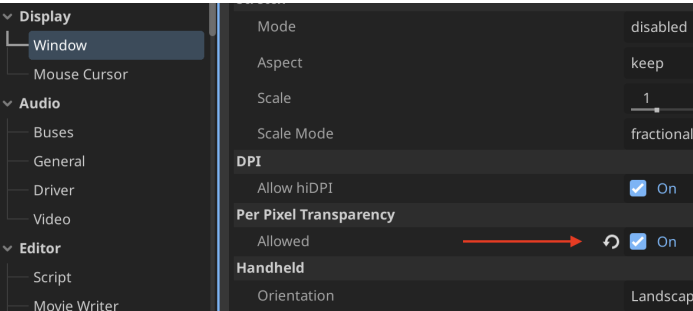 Display
Window
Mouse Cursor
Audio
Buses
General
Driver
Video
Editor
Script
Movie Writer
Mode disabled
Aspect keep
Scale 1
Scale Mode fractional
DPI
Allow hiDPI On
Per Pixel Transparency
Allowed On
Handheld
Orientation Landscap